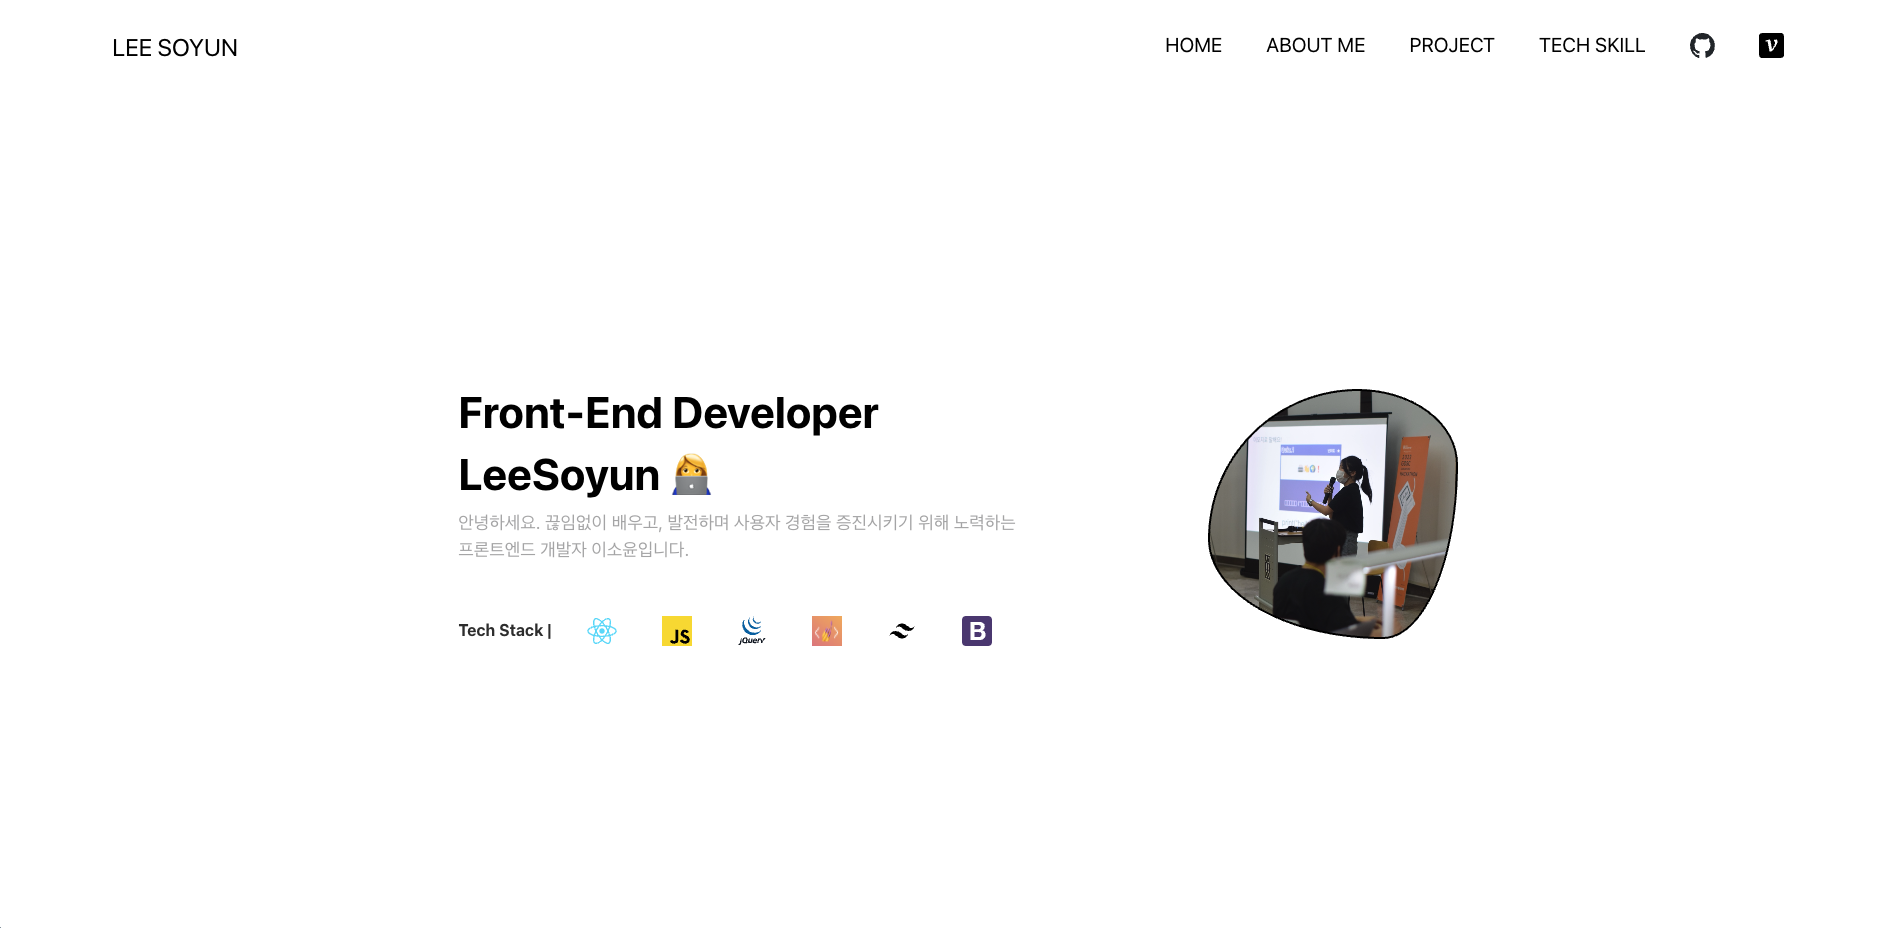 LEE SOYUN
HOME
ABOUT ME
PROJECT
TECH SKILL
Front-End Developer
LeeSoyun
안녕하세요. 끊임없이 배우고, 발전하며 사용자 경험을 증진시키기 위해 노력하는
프론트엔드 개발자 이소윤입니다.
Tech Stack |
JS
jQuery
B